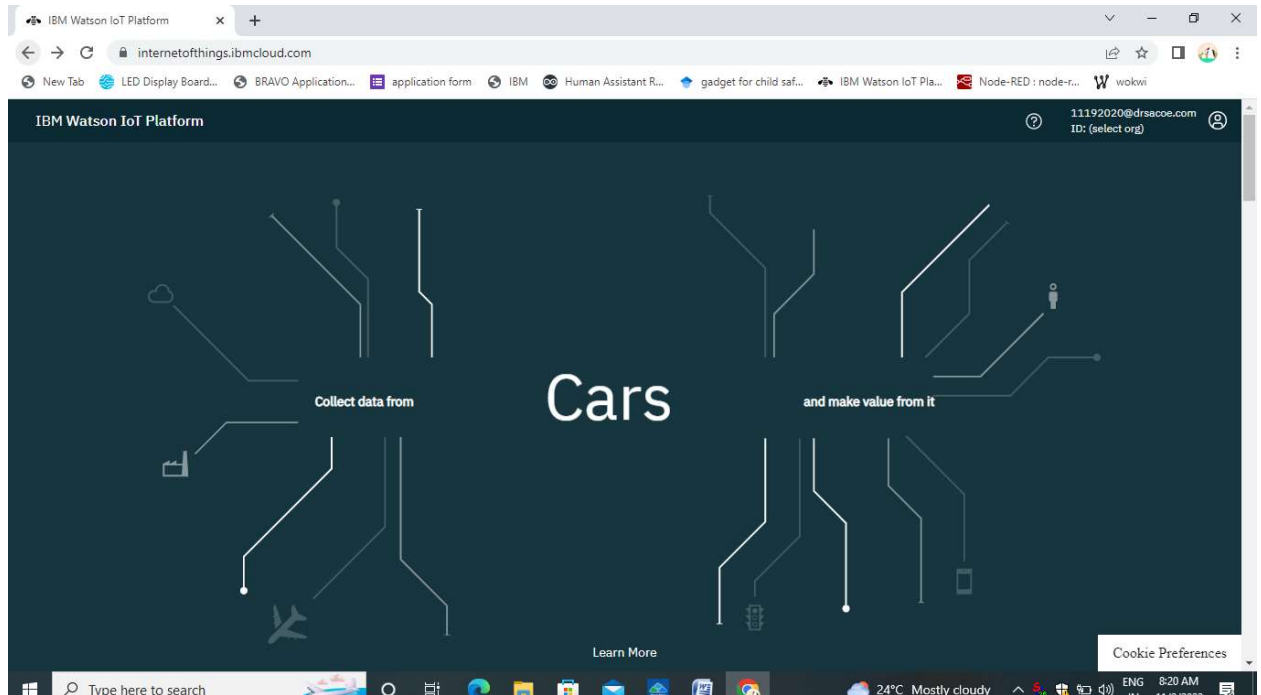 IBM Watson IoT Platform
internetofthings.ibmcloud.com
New Tab LED Display Board... BRAVO Application... application form IBM Human Assistant R... gadget for child saf... IBM Watson IoT Pla... Node-RED : node-r... wokwi
IBM Watson IoT Platform
11192020@drsacoe.com
ID: (select org)
Collect data from Cars and make value from it
Learn More
Cookie Preferences
Type here to search
24°C Mostly cloudy
ENG 8:20 AM